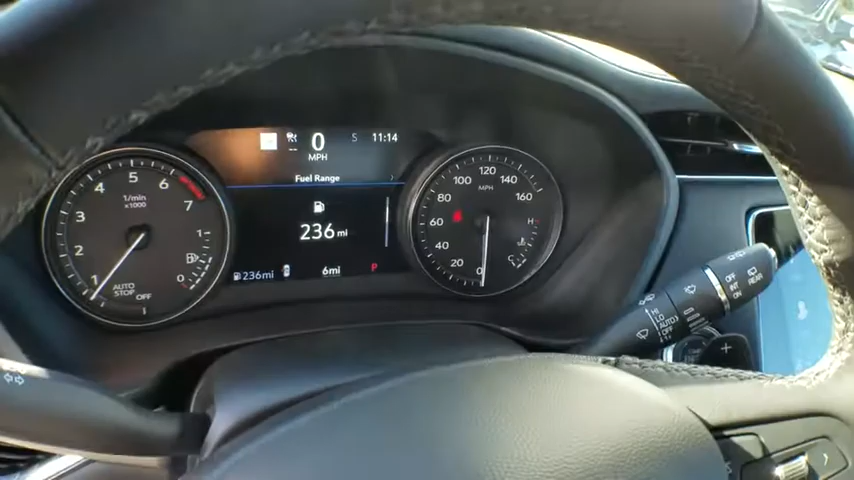 0
MPH
5
11:14
Fuel Range
236 mi
236mi
6mi
P
1
2
3
4
5
6
7
x1000
1/min
AUTO
STOP
OFF
0
1
0
20
40
60
80
100
120
140
160
MPH
H
C
HI
LO
AUTO
OFF
OFF
INT
REAR